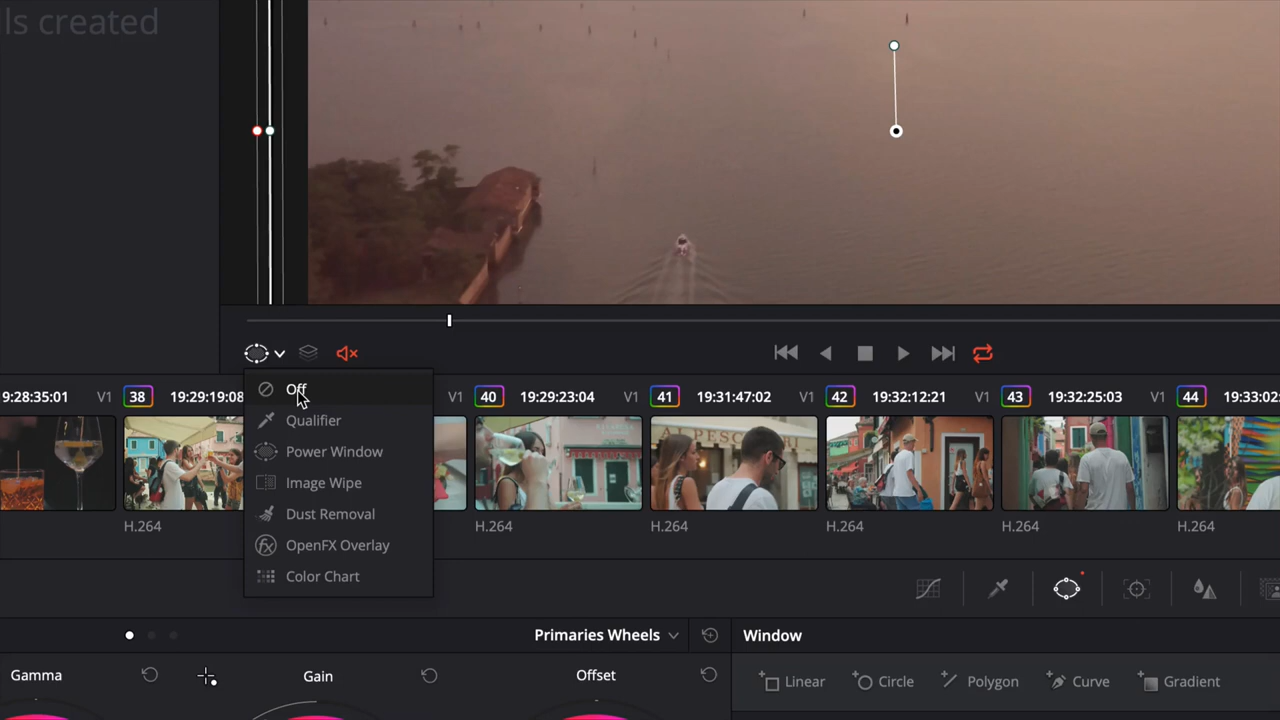 ls created
Off
Qualifier
Power Window
Image Wipe
Dust Removal
OpenFX Overlay
Color Chart
9:28:35:01 V1 38 19:29:19:08 V1 40 19:29:23:04 V1 41 19:31:47:02 V1 42 19:32:12:21 V1 43 19:32:25:03 V1 44 19:33:02:
ALPESC
H.264 H.264 H.264 H.264 H.264 H.264
Primaries Wheels
Window
Gamma
Gain
Offset
Linear Circle Polygon Curve Gradient